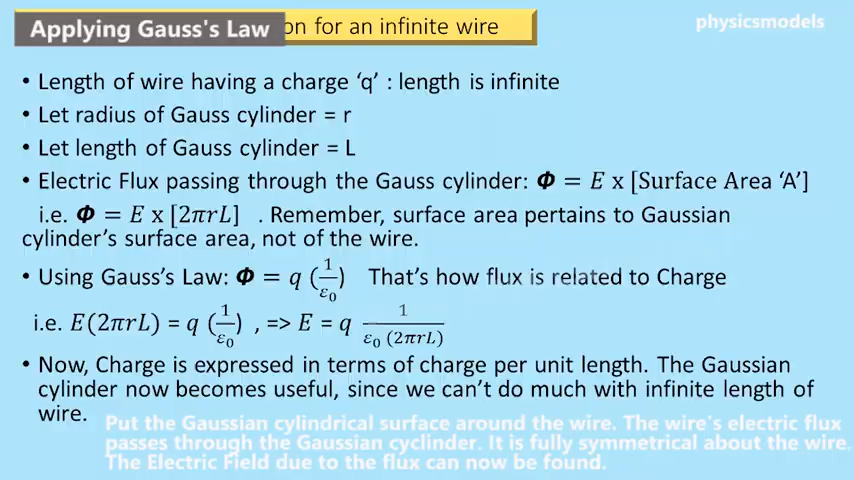 Applying Gauss's Law on for an infinite wire
physicsmodels
• Length of wire having a charge ‘q’ : length is infinite
• Let radius of Gauss cylinder = r
• Let length of Gauss cylinder = L
• Electric Flux passing through the Gauss cylinder: 𝜱 = 𝐸 x [Surface Area ‘A’]
i.e. 𝜱 = 𝐸 x [2𝜋𝑟𝐿] . Remember, surface area pertains to Gaussian
cylinder’s surface area, not of the wire.
• Using Gauss’s Law: 𝜱 = 𝑞 (1/𝜀₀) That’s how flux is related to Charge
i.e. 𝐸(2𝜋𝑟𝐿) = 𝑞 (1/𝜀₀) , => 𝐸 = 𝑞 1/𝜀₀ (2𝜋𝑟𝐿)
• Now, Charge is expressed in terms of charge per unit length. The Gaussian
cylinder now becomes useful, since we can’t do much with infinite length of
wire.
Put the Gaussian cylindrical surface around the wire. The wire's electric flux
passes through the Gaussian cyclinder. It is fully symmetrical about the wire.
The Electric Field due to the flux can now be found.